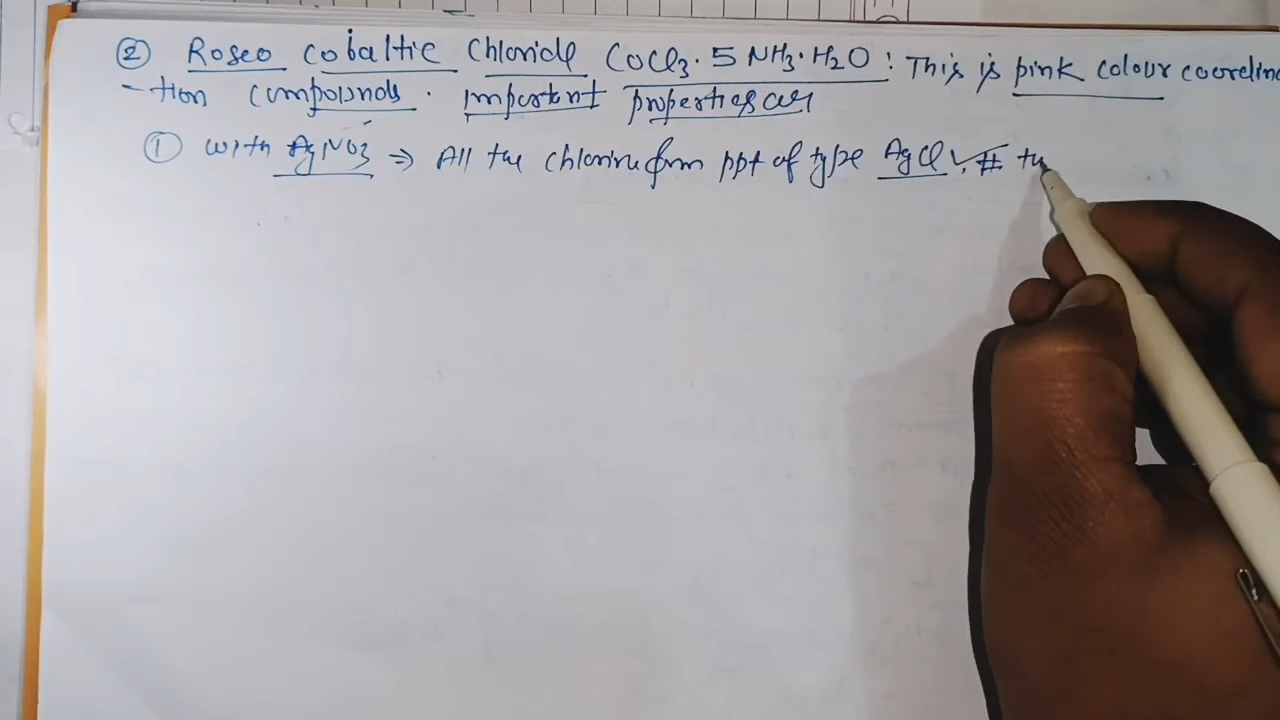 ② Roseo cobaltic Chloride CoCl₃·5NH₃·H₂O: This is pink colour coordina
-tion compounds. important properties are
① with AgNO₃ ⇒ All the chlorine form ppt of type AgCl